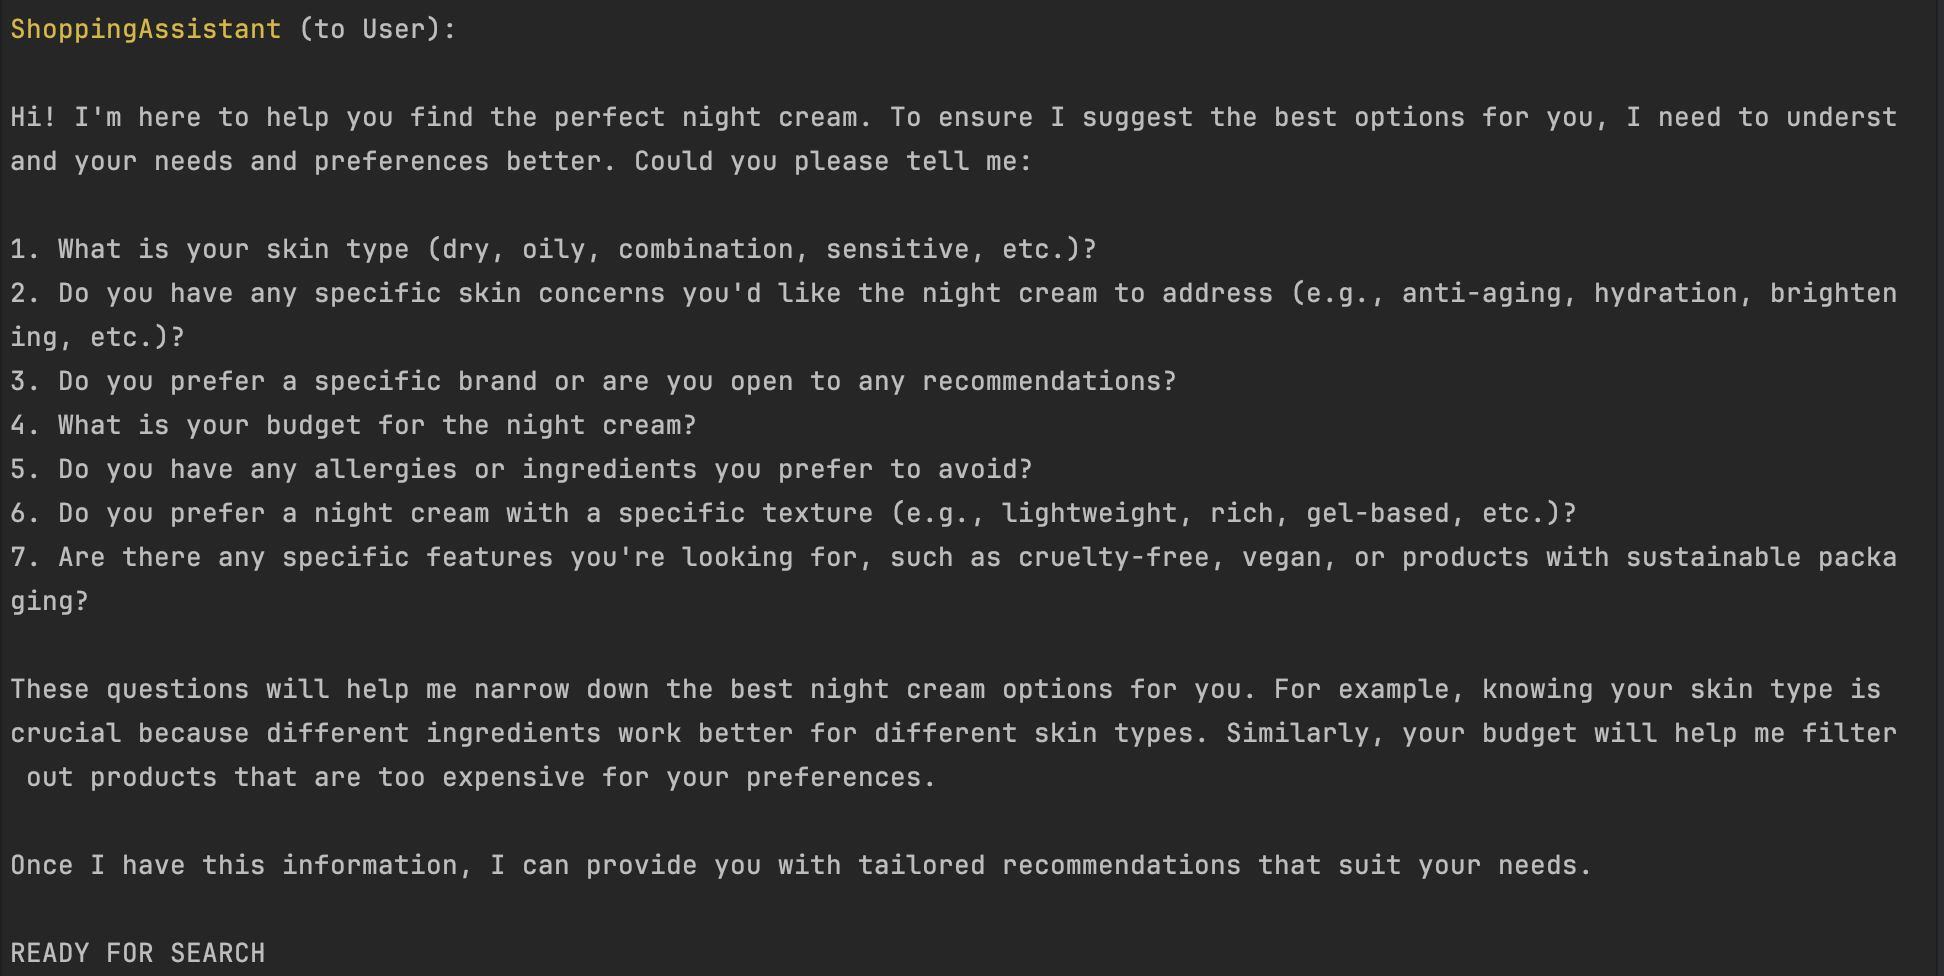 ShoppingAssistant (to User):
Hi! I'm here to help you find the perfect night cream. To ensure I suggest the best options for you, I need to underst
and your needs and preferences better. Could you please tell me:
1. What is your skin type (dry, oily, combination, sensitive, etc.)?
2. Do you have any specific skin concerns you'd like the night cream to address (e.g., anti-aging, hydration, brighten
ing, etc.)?
3. Do you prefer a specific brand or are you open to any recommendations?
4. What is your budget for the night cream?
5. Do you have any allergies or ingredients you prefer to avoid?
6. Do you prefer a night cream with a specific texture (e.g., lightweight, rich, gel-based, etc.)?
7. Are there any specific features you're looking for, such as cruelty-free, vegan, or products with sustainable packa
ging?
These questions will help me narrow down the best night cream options for you. For example, knowing your skin type is
crucial because different ingredients work better for different skin types. Similarly, your budget will help me filter
 out products that are too expensive for your preferences.
Once I have this information, I can provide you with tailored recommendations that suit your needs.
READY FOR SEARCH